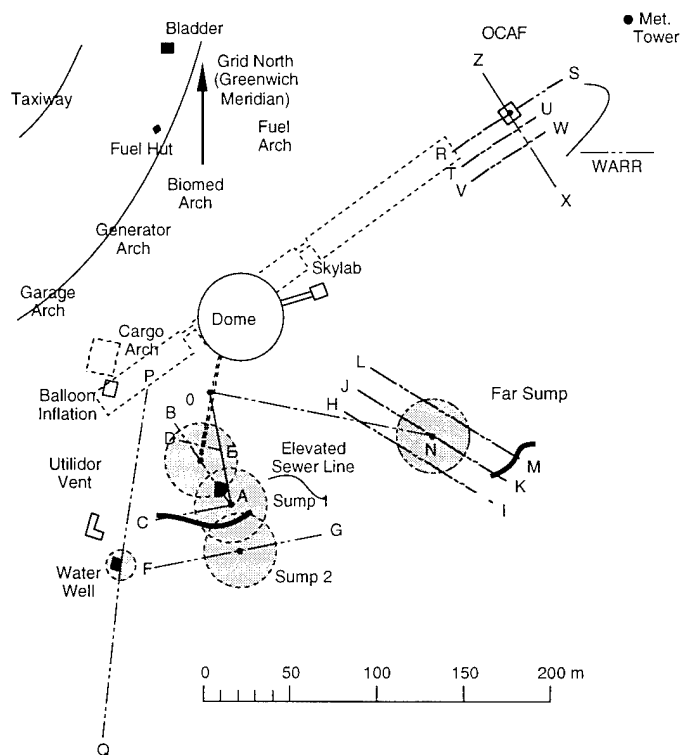 Bladder
OCAF
Met.
Tower
Z
Grid North
(Greenwich
Meridian)
S
Taxiway
Fuel
Arch
U
W
Fuel Hut
R
T
V
WARR
X
Biomed
Arch
Generator
Arch
Skylab
Garage
Arch
Dome
Cargo
Arch
P
L
J
H
Far Sump
Balloon
Inflation
0
B
D
E
Elevated
Sewer Line
N
M
K
I
Utilidor
Vent
A
Sump 1
C
G
F
Water
Well
Sump 2
0 50 100 150 200 m
Q